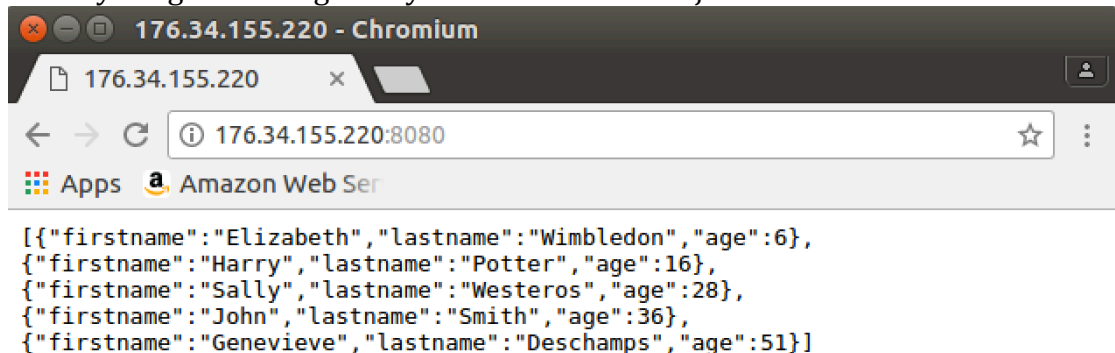 176.34.155.220 - Chromium
176.34.155.220
176.34.155.220:8080
Apps Amazon Web Ser
[{"firstname":"Elizabeth","lastname":"Wimbledon","age":6},
{"firstname":"Harry","lastname":"Potter","age":16},
{"firstname":"Sally","lastname":"Westeros","age":28},
{"firstname":"John","lastname":"Smith","age":36},
{"firstname":"Genevieve","lastname":"Deschamps","age":51}]